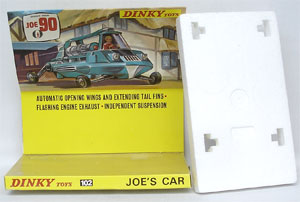 DINKY TOYS
JOE 90
AUTOMATIC OPENING WINGS AND EXTENDING TAIL FINS·
FLASHING ENGINE EXHAUST · INDEPENDENT SUSPENSION
DINKY TOYS 102 JOE'S CAR